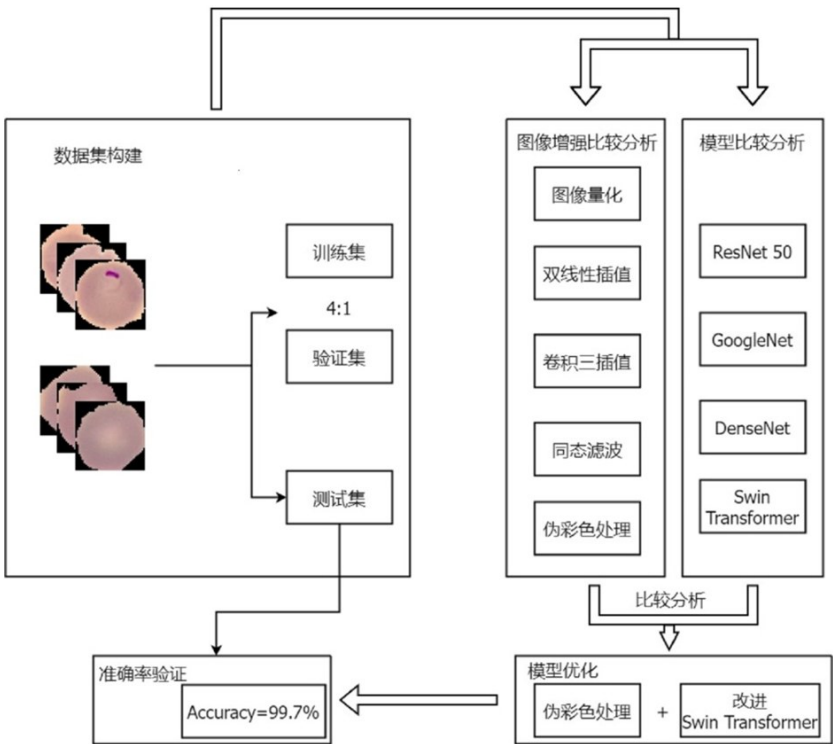 数据集构建
训练集
4:1
验证集
测试集
图像增强比较分析
图像量化
双线性插值
卷积三插值
同态滤波
伪彩色处理
模型比较分析
ResNet 50
GoogleNet
DenseNet
Swin
Transformer
比较分析
模型优化
伪彩色处理
+
改进
Swin Transformer
准确率验证
Accuracy=99.7%